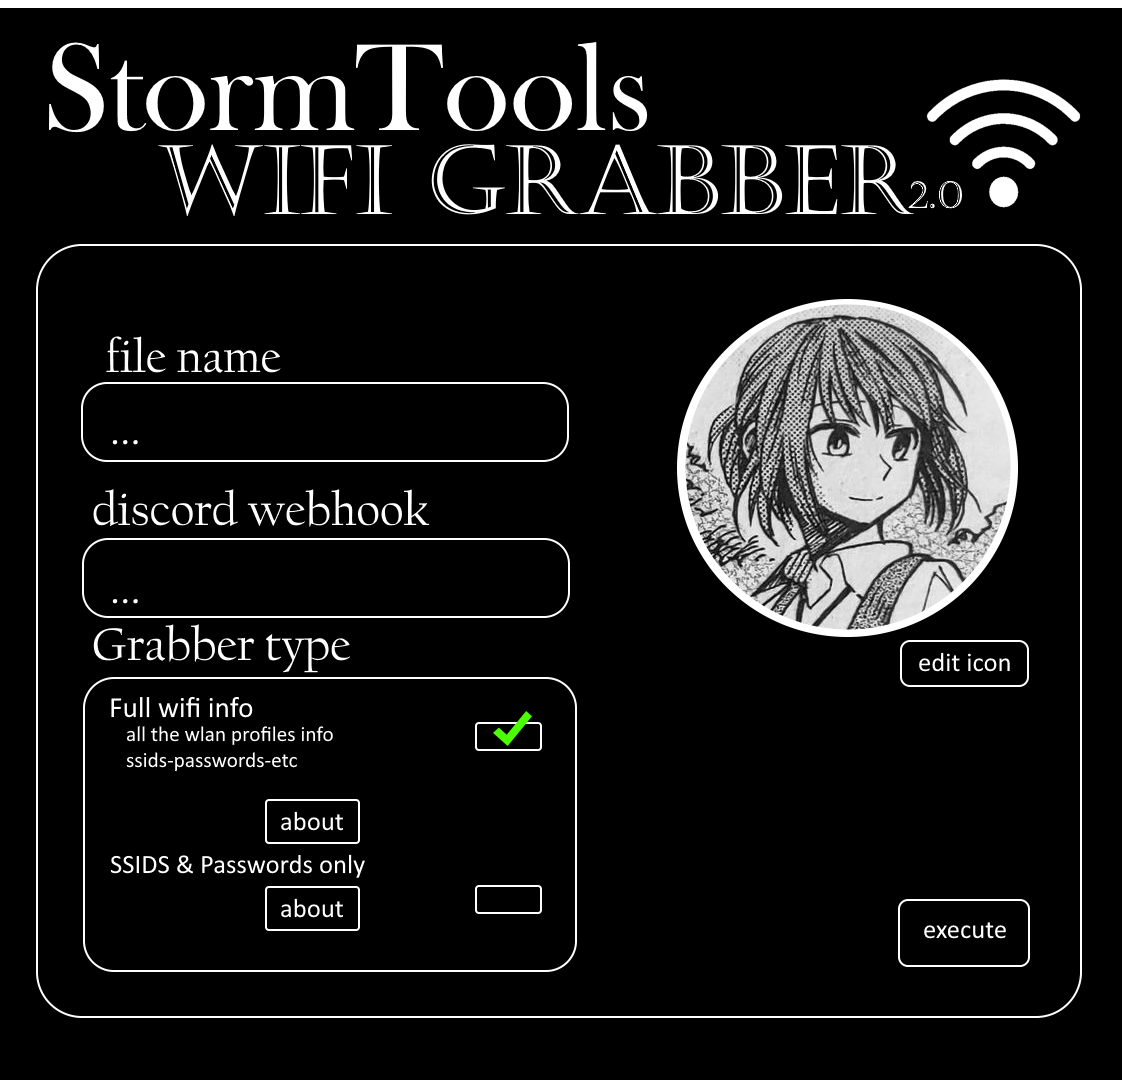 StormTools
WIFI GRABBER2.0
file name
...
discord webhook
...
Grabber type
Full wifi info
all the wlan profiles info
ssids-passwords-etc
about
SSIDS & Passwords only
about
edit icon
execute